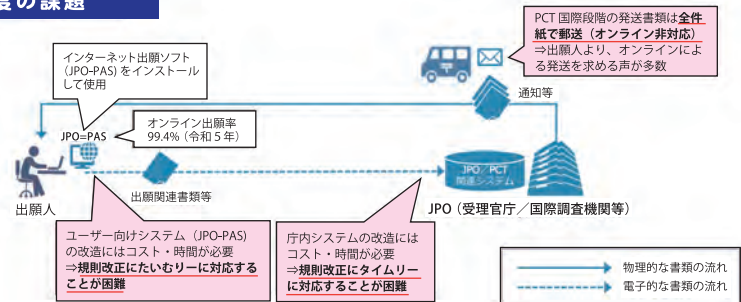 度の課題
PCT国際段階の発送書類は全件
紙で郵送（オンライン非対応）
⇒出願人より、オンラインによ
る発送を求める声が多数
インターネット出願ソフト
（JPO-PAS）をインストール
して使用
通知等
オンライン出願率
99.4%（令和5年）
JPO=PAS
JPO／PCT
関連システム
出願人
出願関連書類等
JPO（受理官庁／国際調査機関等）
ユーザー向けシステム（JPO-PAS）
の改造にはコスト・時間が必要
⇒規則改正にたいむりーに対応する
ことが困難
庁内システムの改造には
コスト・時間が必要
⇒規則改正にタイムリー
に対応することが困難
物理的な書類の流れ
電子的な書類の流れ